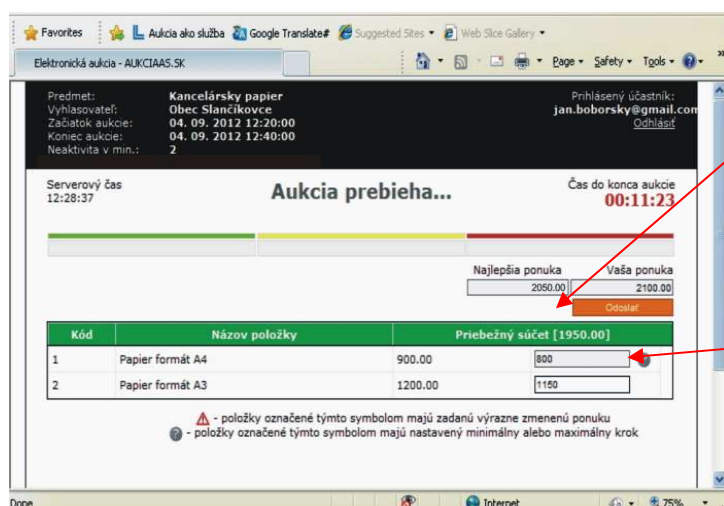 Favorites Aukcia ako služba Google Translate# Suggested Sites Web Slice Gallery
Elektronická aukcia - AUKCIAAS.SK Page Safety Tools »
Predmet: Kancelársky papier Prihlásený účastník:
Vyhlasovateľ: Obec Slančíkovce jan.boborsky@gmail.com
Začiatok aukcie: 04. 09. 2012 12:20:00 Odhlásiť
Koniec aukcie: 04. 09. 2012 12:40:00
Neaktivita v min.: 2
Serverový čas Aukcia prebieha... Čas do konca aukcie
12:28:37 00:11:23
Najlepšia ponuka Vaša ponuka
2050.00 2100.00
Odoslať
Kód Názov položky Priebežný súčet [1950.00]
1 Papier formát A4 900.00 800 ?
2 Papier formát A3 1200.00 1150
- položky označené týmto symbolom majú zadanú výrazne zmenenú ponuku
? - položky označené týmto symbolom majú nastavený minimálny alebo maximálny krok
Done Internet 75%